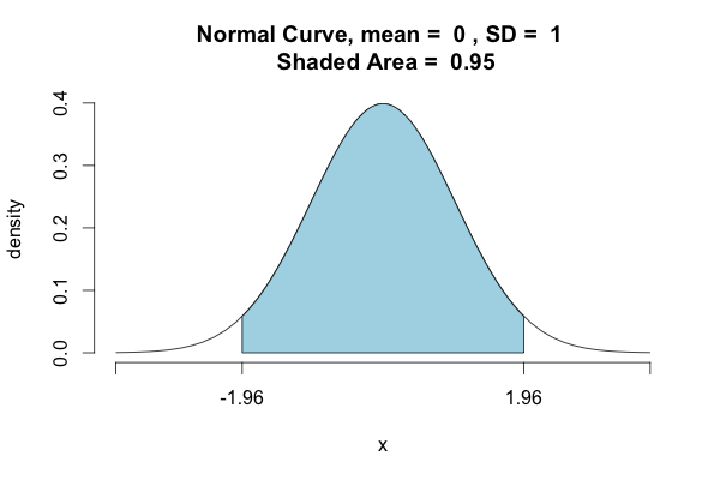 Normal Curve, mean =  0 , SD =  1
Shaded Area =  0.95
0.4
0.3
0.2
0.1
0.0
density
-1.96
1.96
x